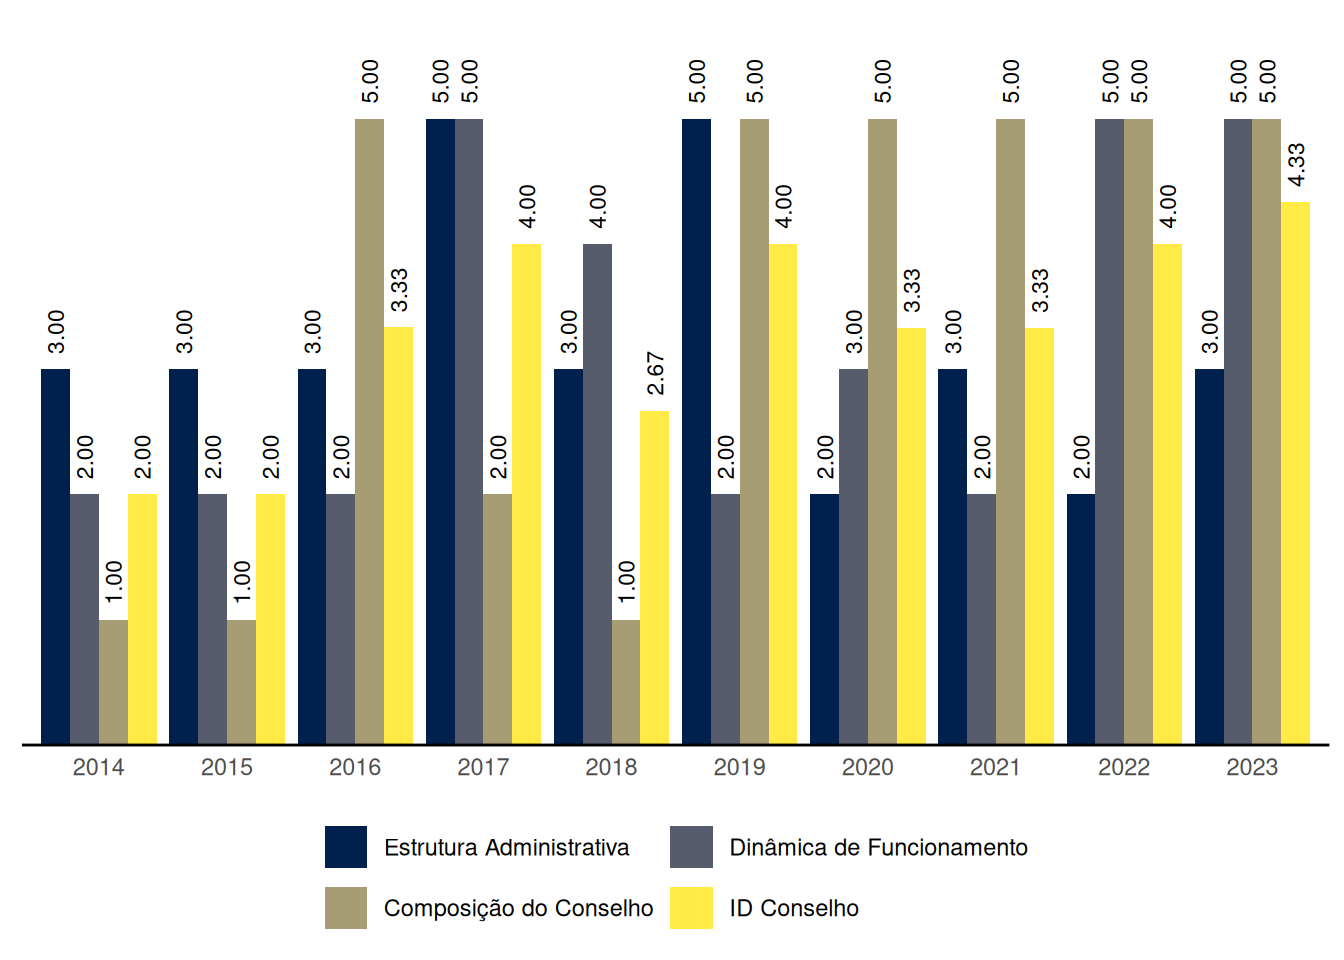 3.00 2.00 1.00 2.00
3.00 2.00 1.00 2.00
3.00 2.00 5.00 3.33
5.00 5.00 2.00 4.00
3.00 4.00 1.00 2.67
5.00 2.00 5.00 4.00
2.00 3.00 5.00 3.33
3.00 2.00 5.00 3.33
2.00 5.00 5.00 4.00
3.00 5.00 5.00 4.33
2014 2015 2016 2017 2018 2019 2020 2021 2022 2023
Estrutura Administrativa Dinâmica de Funcionamento
Composição do Conselho ID Conselho